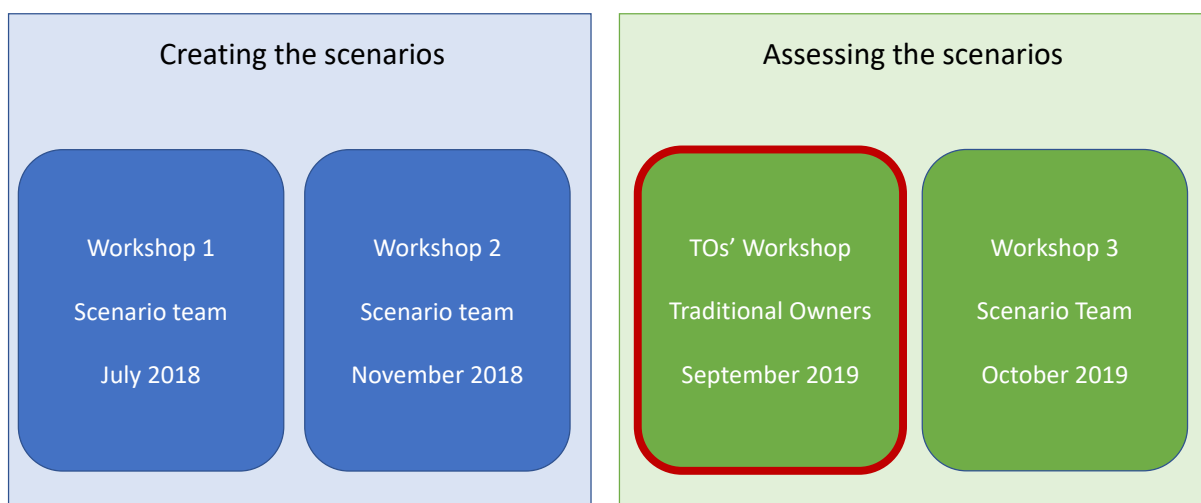 Creating the scenarios
Workshop 1
Scenario team
July 2018
Workshop 2
Scenario team
November 2018
Assessing the scenarios
TOs’ Workshop
Traditional Owners
September 2019
Workshop 3
Scenario Team
October 2019